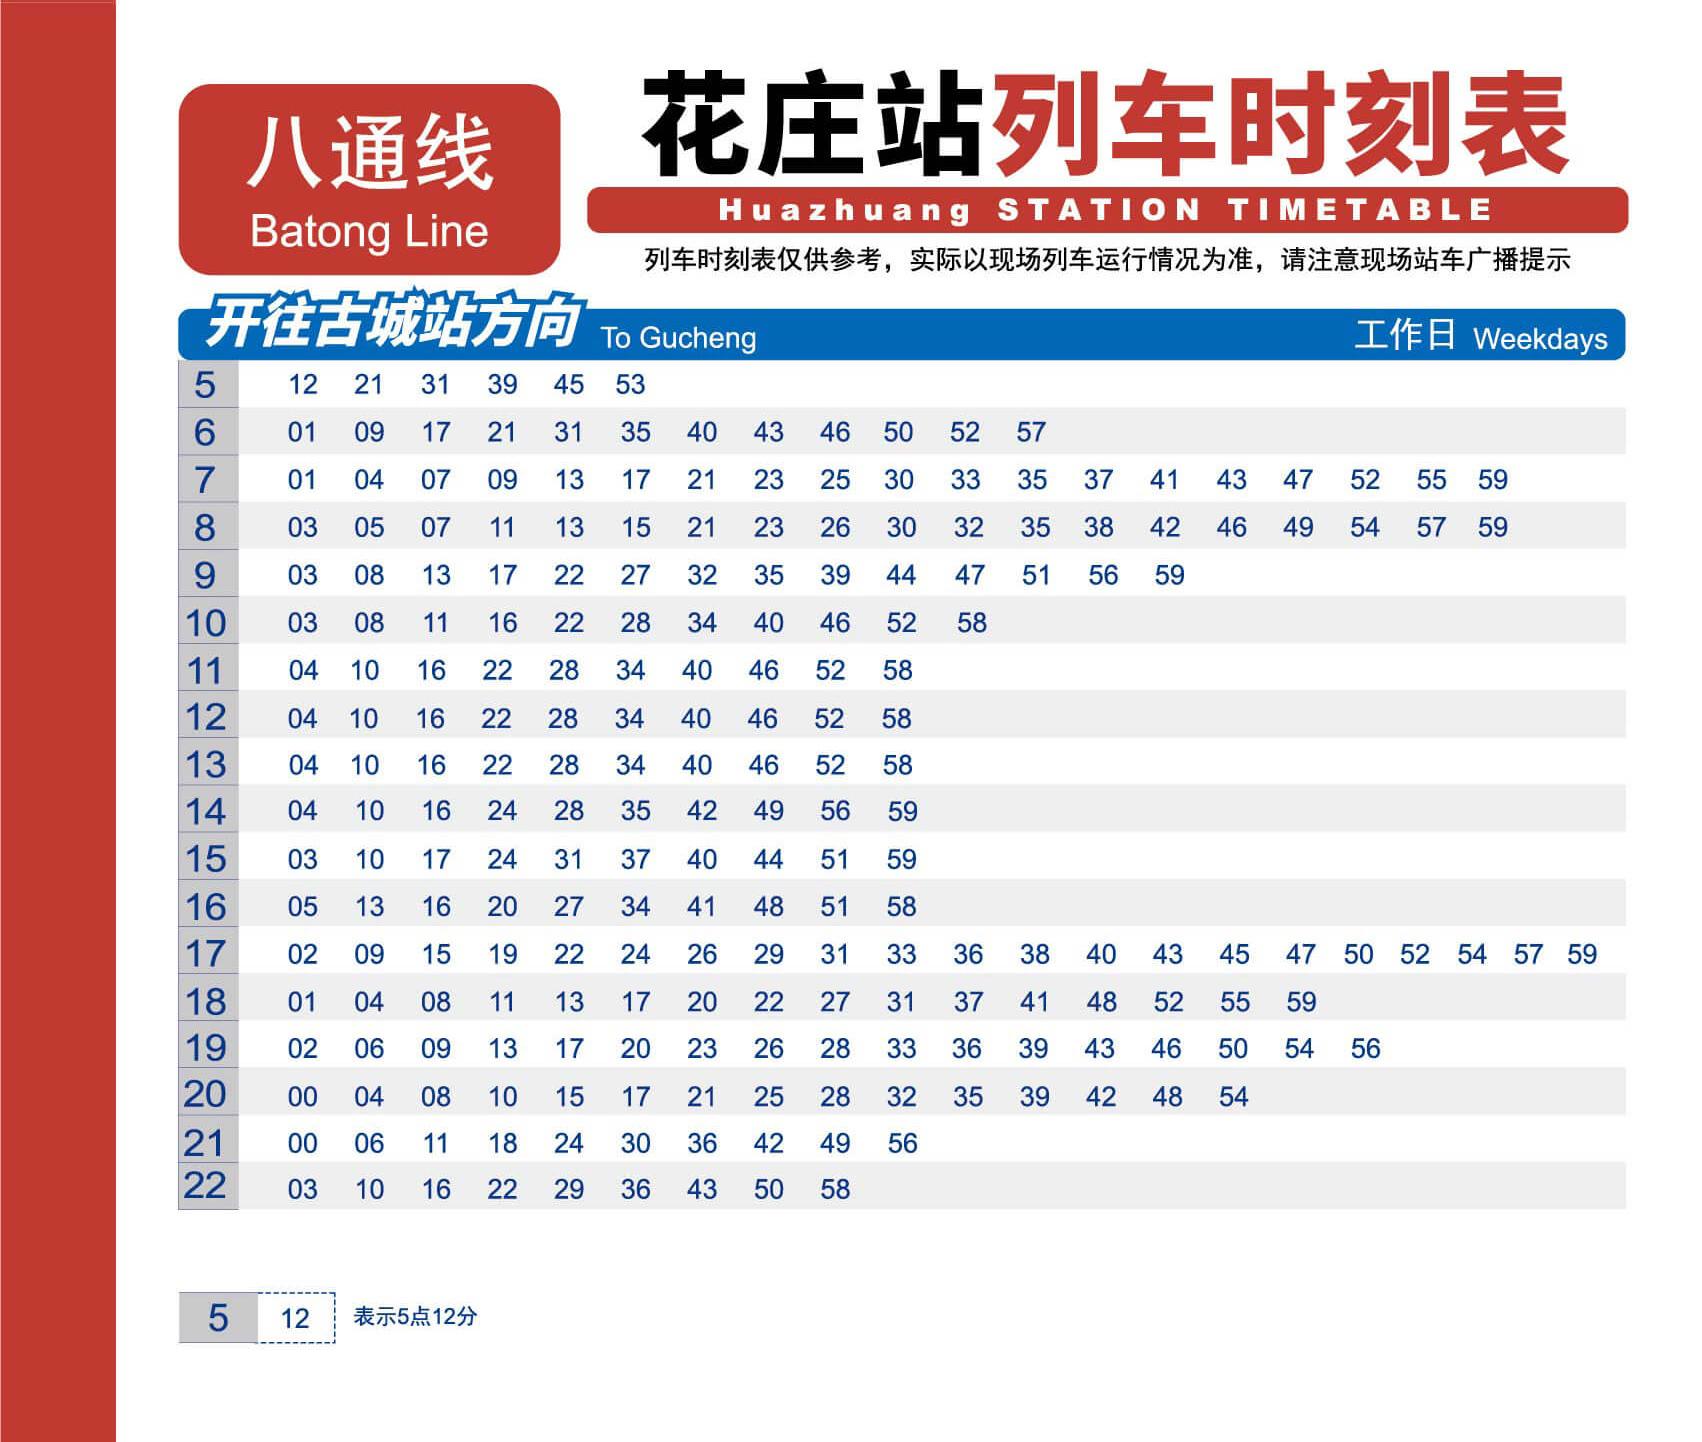 八通线
Batong Line
花庄站列车时刻表
Huazhuang STATION TIMETABLE
列车时刻表仅供参考，实际以现场列车运行情况为准，请注意现场站车广播提示
开往古城站方向 To Gucheng 工作日 Weekdays
5 12 21 31 39 45 53
6 01 09 17 21 31 35 40 43 46 50 52 57
7 01 04 07 09 13 17 21 23 25 30 33 35 37 41 43 47 52 55 59
8 03 05 07 11 13 15 21 23 26 30 32 35 38 42 46 49 54 57 59
9 03 08 13 17 22 27 32 35 39 44 47 51 56 59
10 03 08 11 16 22 28 34 40 46 52 58
11 04 10 16 22 28 34 40 46 52 58
12 04 10 16 22 28 34 40 46 52 58
13 04 10 16 22 28 34 40 46 52 58
14 04 10 16 24 28 35 42 49 56 59
15 03 10 17 24 31 37 40 44 51 59
16 05 13 16 20 27 34 41 48 51 58
17 02 09 15 19 22 24 26 29 31 33 36 38 40 43 45 47 50 52 54 57 59
18 01 04 08 11 13 17 20 22 27 31 37 41 48 52 55 59
19 02 06 09 13 17 20 23 26 28 33 36 39 43 46 50 54 56
20 00 04 08 10 15 17 21 25 28 32 35 39 42 48 54
21 00 06 11 18 24 30 36 42 49 56
22 03 10 16 22 29 36 43 50 58
5 12 表示5点12分